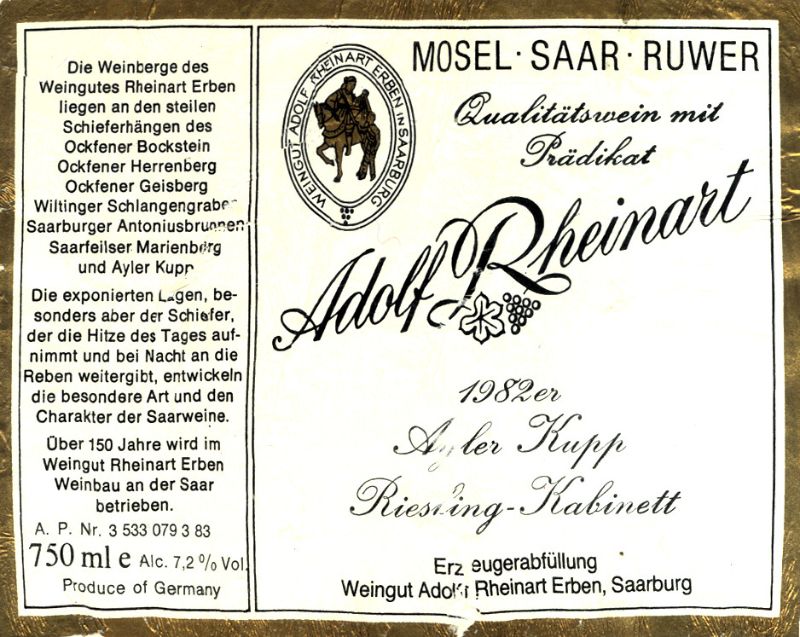 Die Weinberge des
Weingutes Rheinart Erben
liegen an den steilen
Schieferhängen des
Ockfener Bockstein
Ockfener Herrenberg
Ockfener Geisberg
Wiltinger Schlangengraben
Saarburger Antoniusbrunnen
Saarfeilser Marienberg
und Ayler Kupp
Die exponierten Lagen, be-
sonders aber der Schiefer,
der die Hitze des Tages auf-
nimmt und bei Nacht an die
Reben weitergibt, entwickeln
die besondere Art und den
Charakter der Saarweine.
Über 150 Jahre wird im
Weingut Rheinart Erben
Weinbau an der Saar
betrieben.
A. P. Nr. 3 533 079 3 83
750 ml e Alc. 7,2 % Vol.
Produce of Germany
WEINGUT ADOLF RHEINART ERBEN IN SAARBURG
MOSEL · SAAR · RUWER
Qualitätswein mit
Prädikat
Adolf Rheinart
1982er
Ayler Kupp
Riesling-Kabinett
Erzeugerabfüllung
Weingut Adolf Rheinart Erben, Saarburg